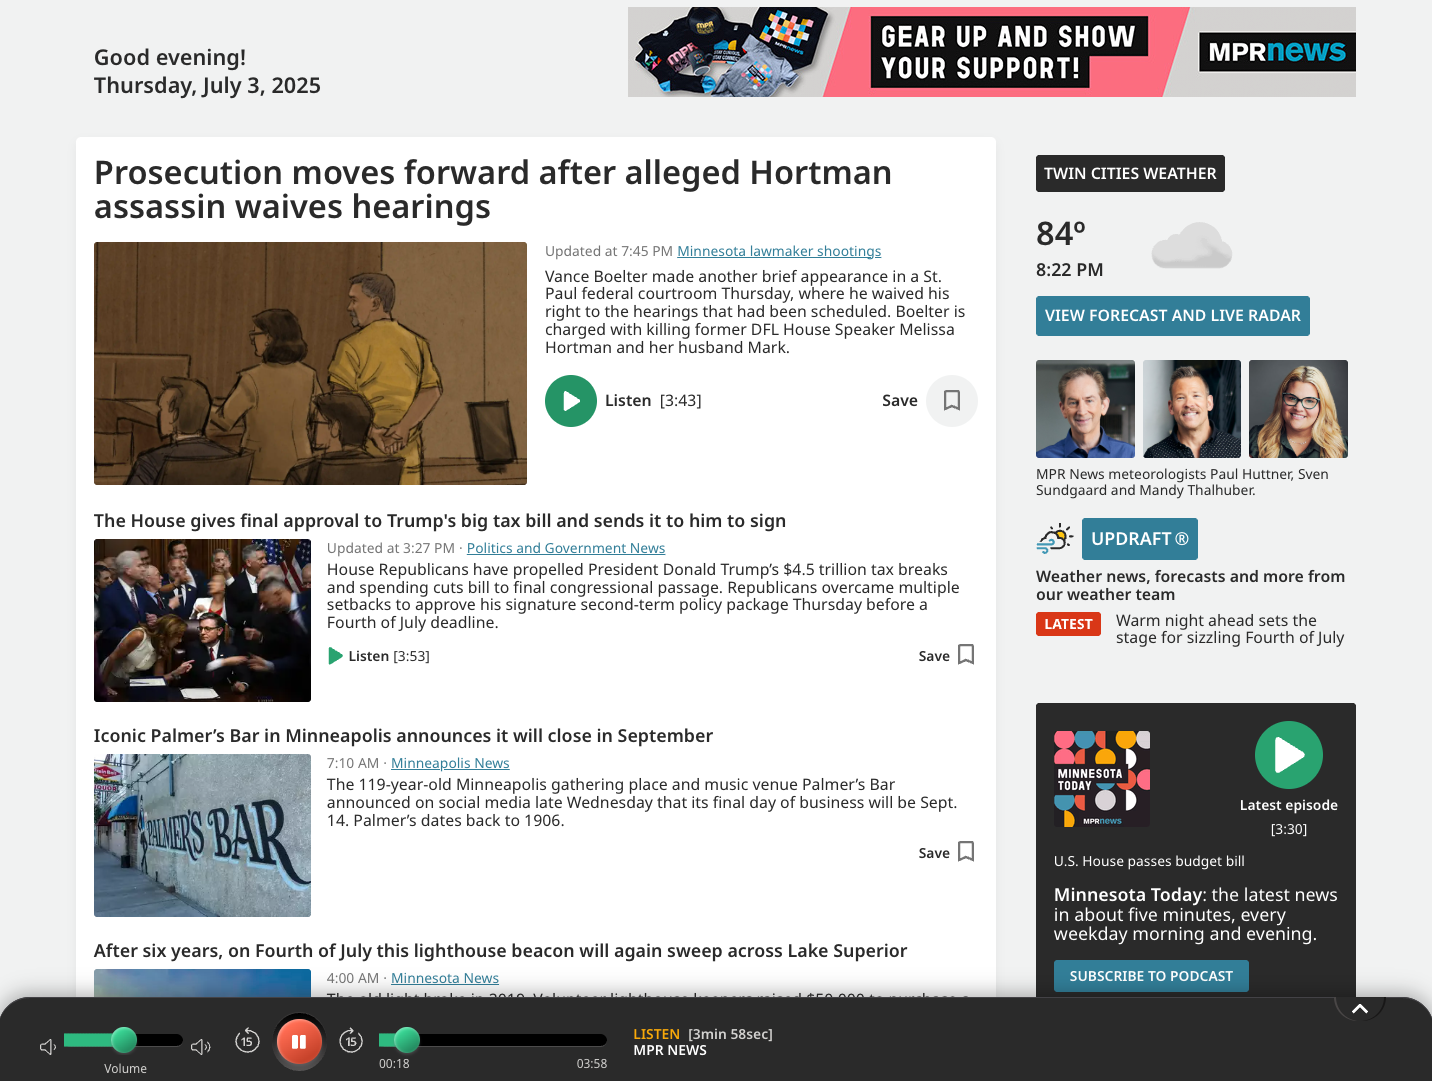 Good evening!
Thursday, July 3, 2025
GEAR UP AND SHOW
YOUR SUPPORT!
MPRnews
Prosecution moves forward after alleged Hortman
assassin waives hearings
Updated at 7:45 PM Minnesota lawmaker shootings
Vance Boelter made another brief appearance in a St.
Paul federal courtroom Thursday, where he waived his
right to the hearings that had been scheduled. Boelter is
charged with killing former DFL House Speaker Melissa
Hortman and her husband Mark.
Listen [3:43]
Save
The House gives final approval to Trump's big tax bill and sends it to him to sign
Updated at 3:27 PM · Politics and Government News
House Republicans have propelled President Donald Trump’s $4.5 trillion tax breaks
and spending cuts bill to final congressional passage. Republicans overcame multiple
setbacks to approve his signature second-term policy package Thursday before a
Fourth of July deadline.
Listen [3:53]
Save
Iconic Palmer’s Bar in Minneapolis announces it will close in September
PALMER'S BAR
7:10 AM · Minneapolis News
The 119-year-old Minneapolis gathering place and music venue Palmer’s Bar
announced on social media late Wednesday that its final day of business will be Sept.
14. Palmer’s dates back to 1906.
Save
After six years, on Fourth of July this lighthouse beacon will again sweep across Lake Superior
4:00 AM · Minnesota News
TWIN CITIES WEATHER
84º
8:22 PM
VIEW FORECAST AND LIVE RADAR
MPR News meteorologists Paul Huttner, Sven
Sundgaard and Mandy Thalhuber.
UPDRAFT ®
Weather news, forecasts and more from
our weather team
LATEST
Warm night ahead sets the
stage for sizzling Fourth of July
MINNESOTA
TODAY
MPRnews
Latest episode
[3:30]
U.S. House passes budget bill
Minnesota Today: the latest news
in about five minutes, every
weekday morning and evening.
SUBSCRIBE TO PODCAST
Volume
15
15
00:18
03:58
LISTEN [3min 58sec]
MPR NEWS